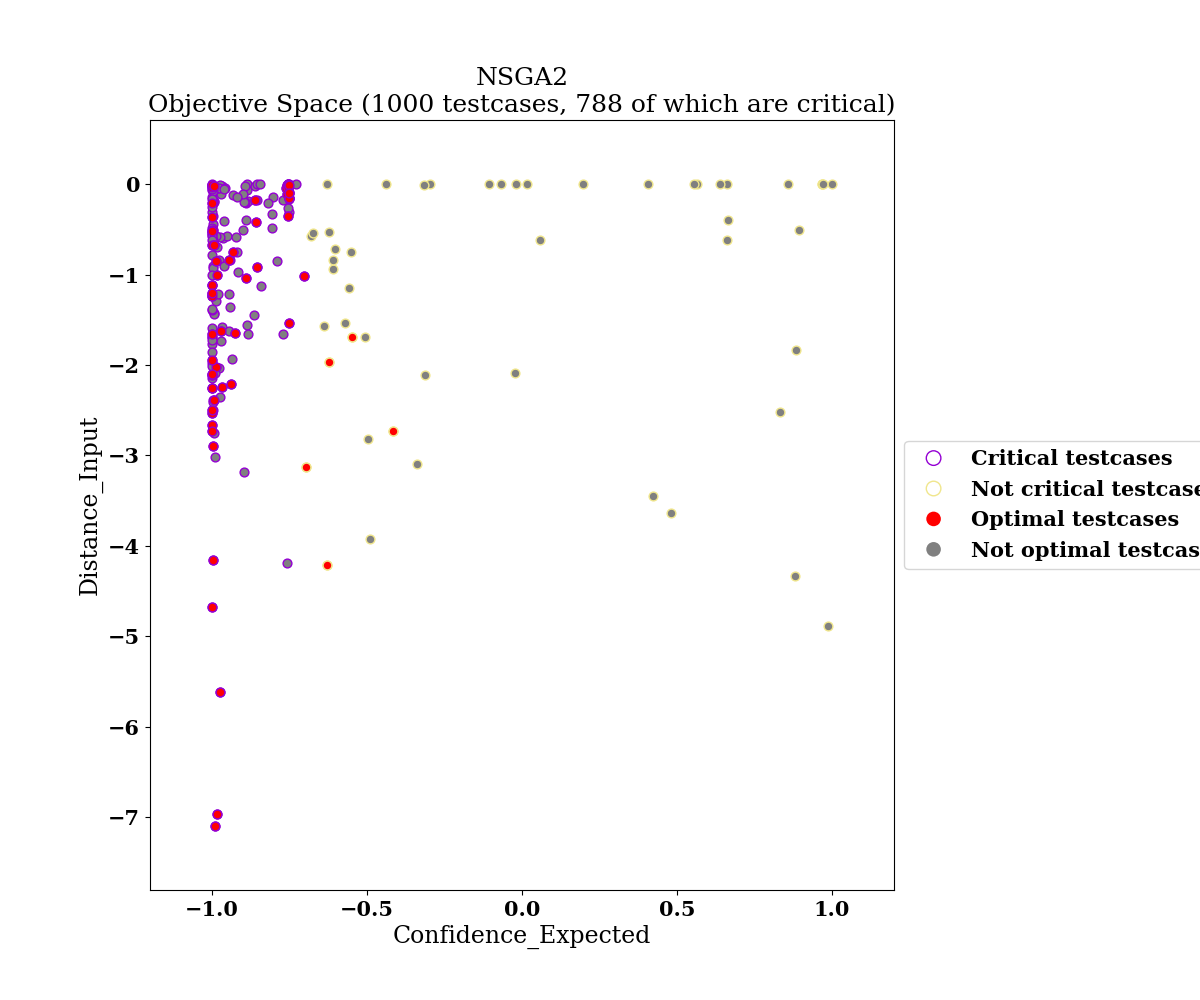 NSGA2
Objective Space (1000 testcases, 788 of which are critical)
0
−1
−2
−3
−4
−5
−6
−7
Distance_Input
−1.0
−0.5
0.0
0.5
1.0
Confidence_Expected
Critical testcases
Not critical testcase
Optimal testcases
Not optimal testcas